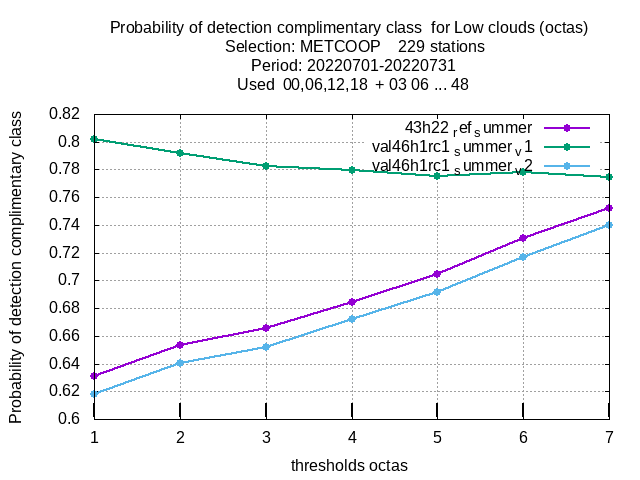 Probability of detection complimentary class  for Low clouds (octas)
Selection: METCOOP    229 stations
Period: 20220701-20220731
Used  00,06,12,18  + 03 06 ... 48
43h22 ref summer
val46h1rc1 summer v1
val46h1rc1 summer v2
Probability of detection complimentary class
0.82
0.8
0.78
0.76
0.74
0.72
0.7
0.68
0.66
0.64
0.62
0.6
1 2 3 4 5 6 7
thresholds octas